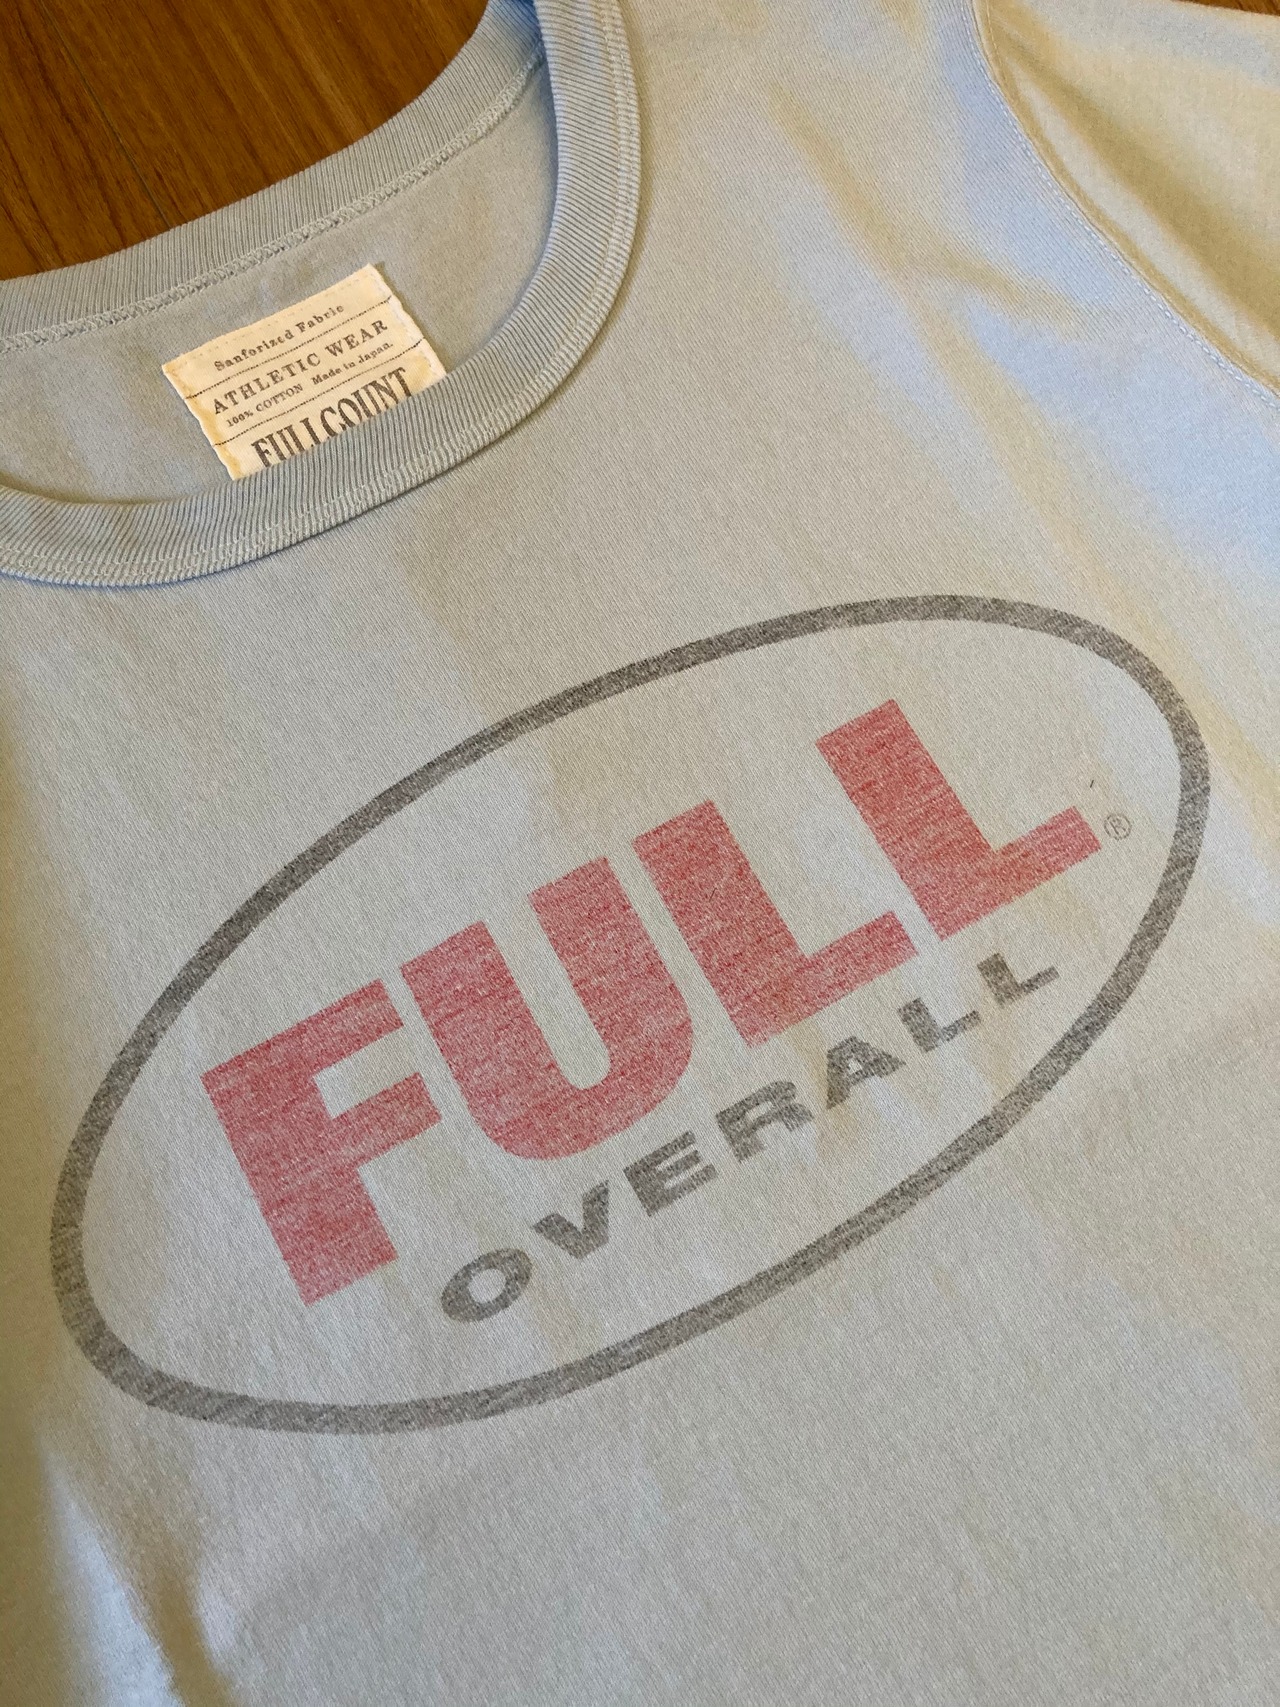 Sanforized Fabric
ATHLETIC WEAR
100% COTTON Made in Japan.
FULLCOUNT
FULL®
OVERALL